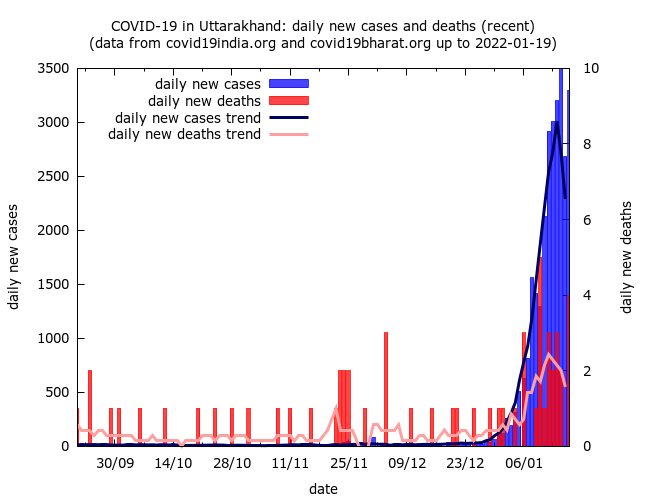 COVID-19 in Uttarakhand: daily new cases and deaths (recent)
(data from covid19india.org and covid19bharat.org up to 2022-01-19)
daily new cases
daily new deaths
daily new cases trend
daily new deaths trend
3500
3000
2500
2000
1500
1000
500
0
daily new cases
10
8
6
4
2
0
daily new deaths
30/09 14/10 28/10 11/11 25/11 09/12 23/12 06/01
date